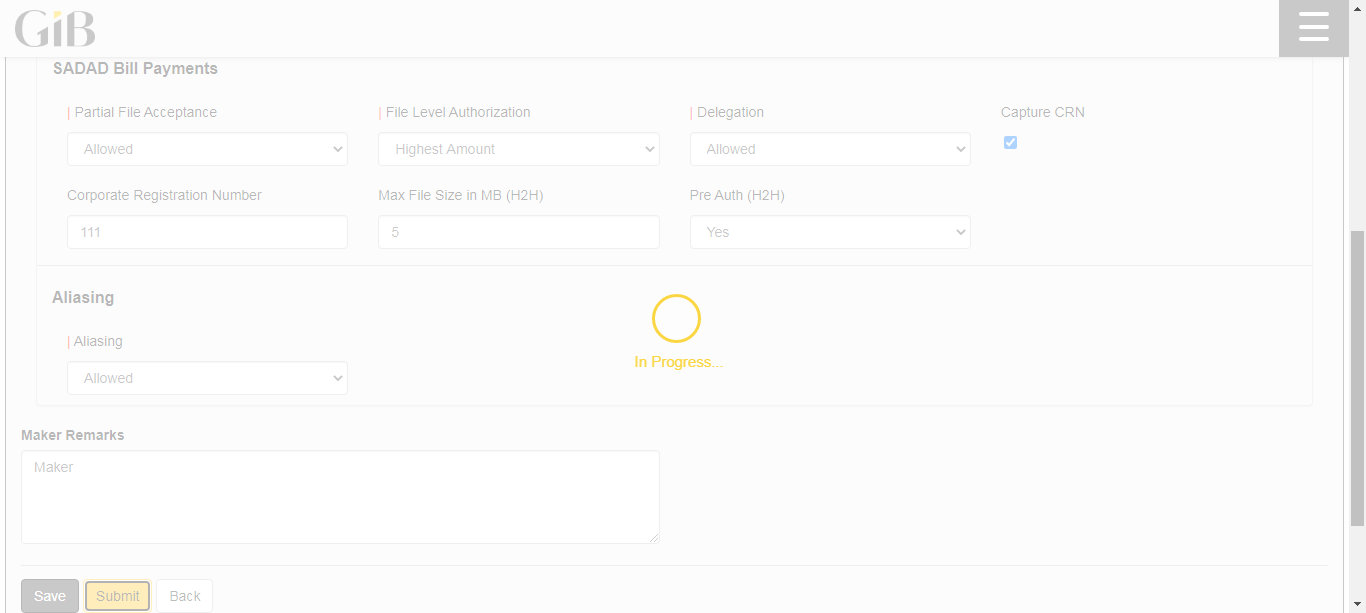 GiB
SADAD Bill Payments
| Partial File Acceptance
| File Level Authorization
| Delegation
Capture CRN
Allowed
Highest Amount
Allowed
Corporate Registration Number
Max File Size in MB (H2H)
Pre Auth (H2H)
111
5
Yes
Aliasing
| Aliasing
Allowed
In Progress...
Maker Remarks
Maker
Save
Submit
Back